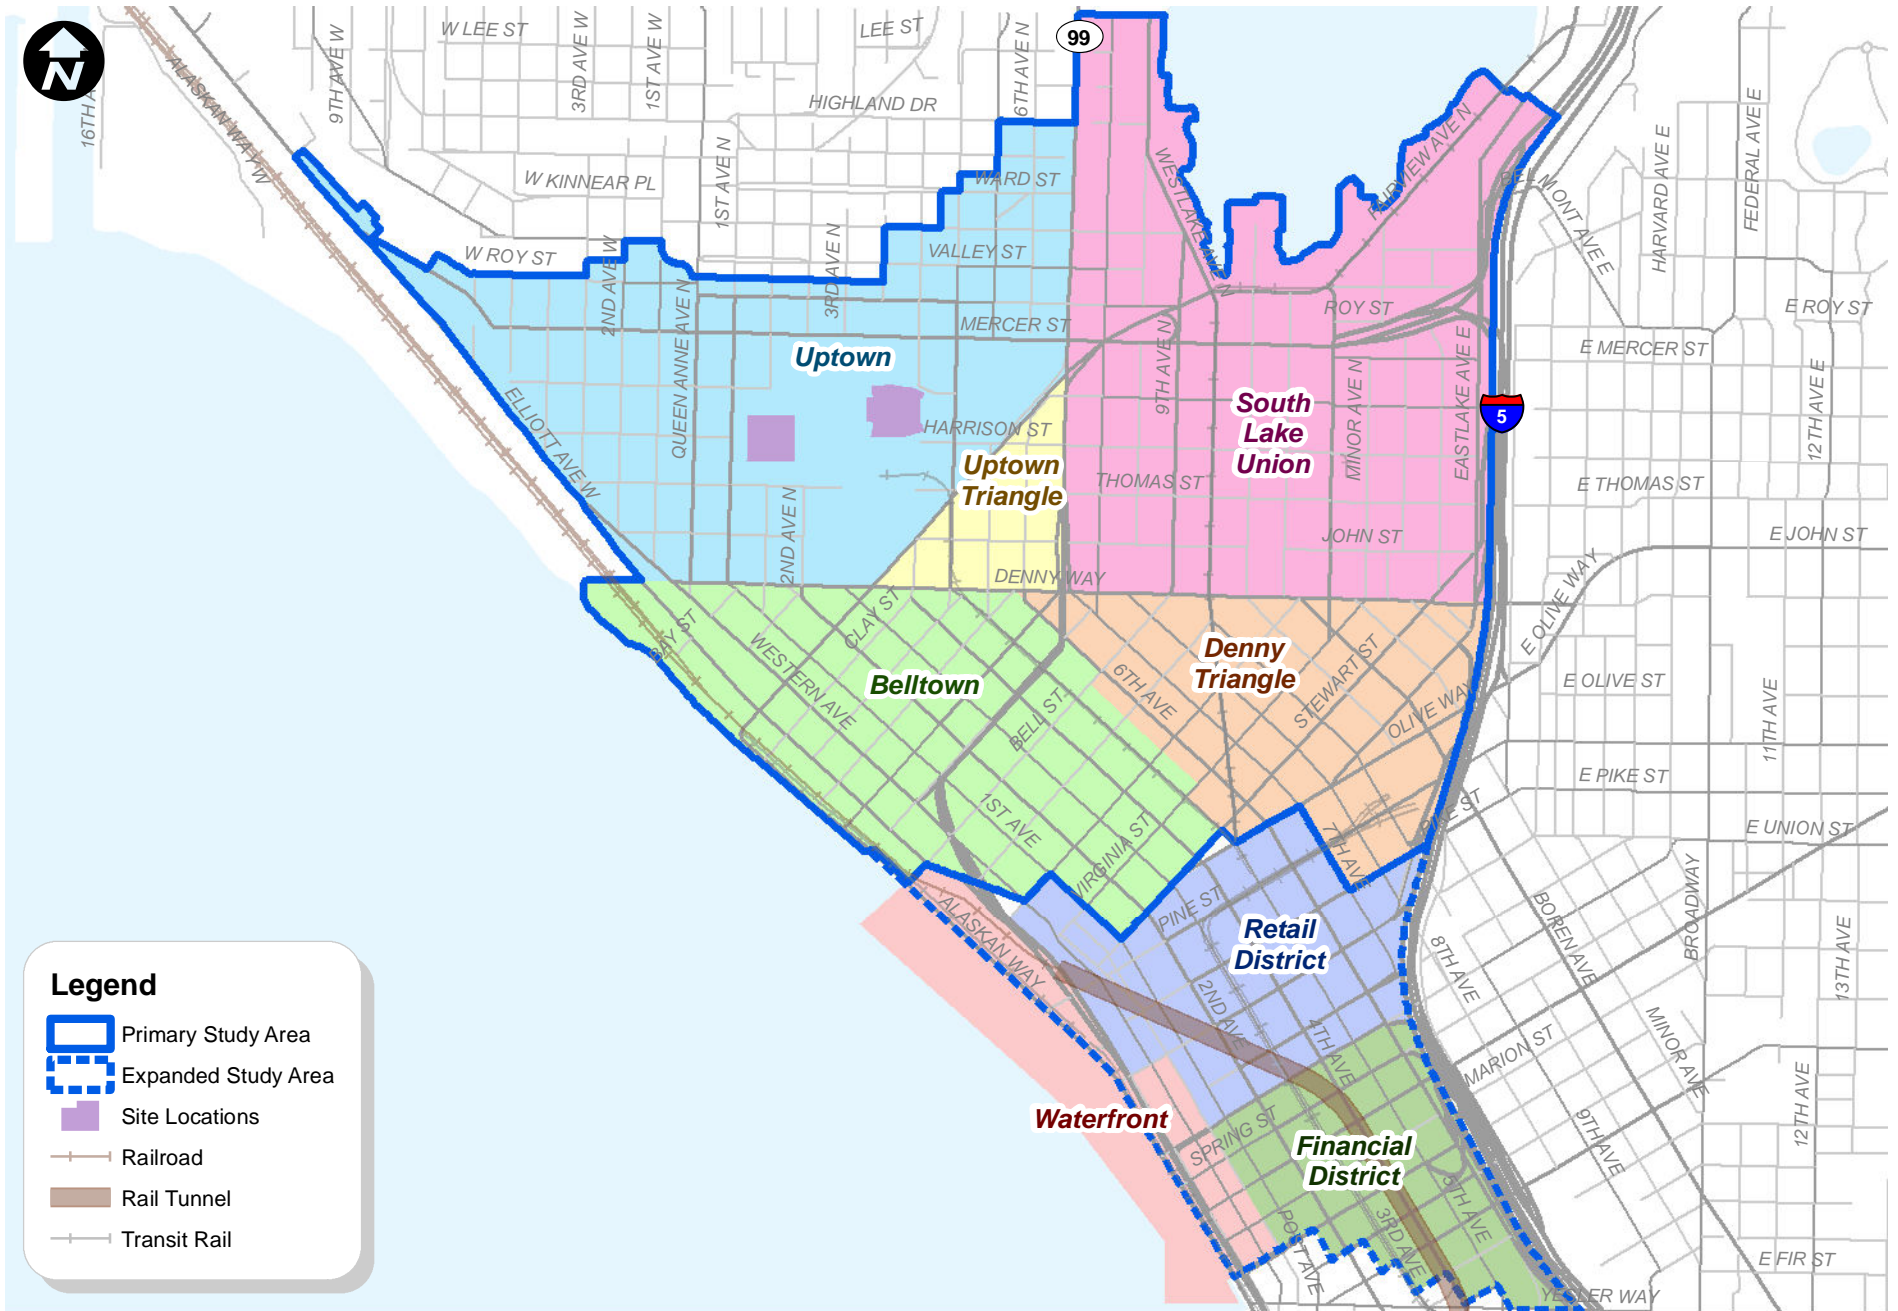 N
99
W LEE ST
LEE ST
9TH AVE W
3RD AVE W
1ST AVE W
6TH AVE N
HIGHLAND DR
ALASKAN WAY W
W KINNEAR PL
1ST AVE N
WARD ST
WESTLAKE AVE N
FAIRVIEW AVE N
BELMONT AVE E
HARVARD AVE E
FEDERAL AVE E
W ROY ST
2ND AVE W
3RD AVE N
VALLEY ST
QUEEN ANNE AVE N
MERCER ST
ROY ST
E ROY ST
E MERCER ST
Uptown
9TH AVE N
MINOR AVE N
EASTLAKE AVE E
12TH AVE E
South
Lake
Union
5
ELLIOTT AVE W
HARRISON ST
Uptown
Triangle
THOMAS ST
E THOMAS ST
2ND AVE N
JOHN ST
E JOHN ST
DENNY WAY
E OLIVE WAY
BAY ST
CLAY ST
WESTERN AVE
Belltown
BELL ST
6TH AVE
Denny
Triangle
STEWART ST
OLIVE WAY
E OLIVE ST
11TH AVE
E PIKE ST
1ST AVE
VIRGINIA ST
7TH AVE
PIKE ST
E UNION ST
ALASKAN WAY
PINE ST
Retail
District
BOREN AVE
BROADWAY
8TH AVE
13TH AVE
2ND AVE
4TH AVE
MARION ST
MINOR AVE
Waterfront
SPRING ST
Financial
District
9TH AVE
12TH AVE
5TH AVE
POST AVE
3RD AVE
E FIR ST
YESLER WAY
Legend
Primary Study Area
Expanded Study Area
Site Locations
Railroad
Rail Tunnel
Transit Rail